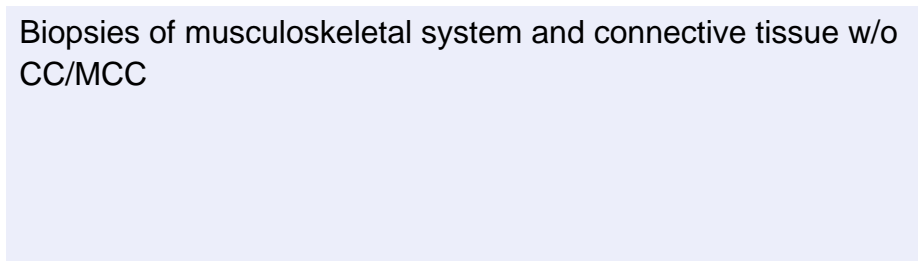 Biopsies of musculoskeletal system and connective tissue w/o
CC/MCC